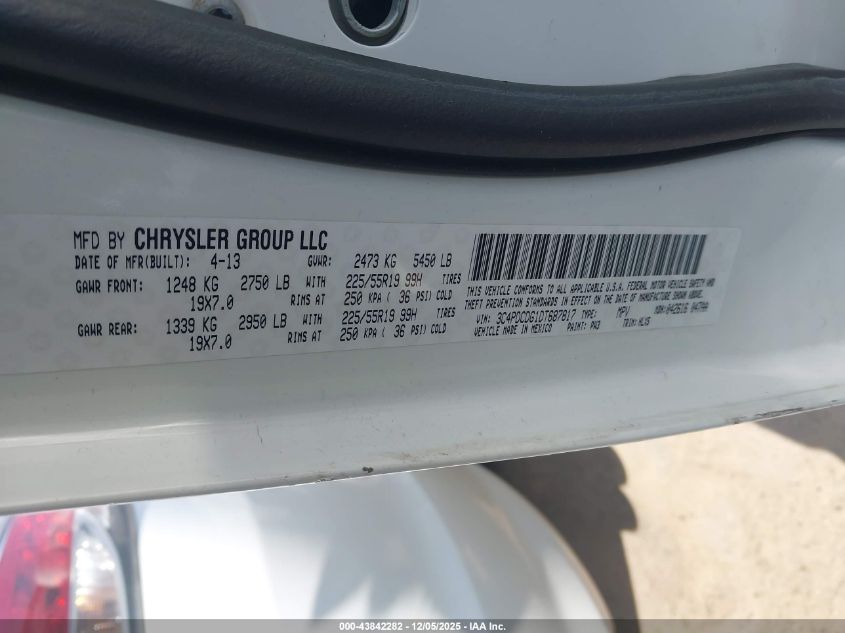 MFD BY CHRYSLER GROUP LLC
DATE OF MFR(BUILT): 4-13 GVWR: 2473 KG 5450 LB
GAWR FRONT: 1248 KG 2750 LB WITH 225/55R19 99H TIRES
19X7.0 RIMS AT 250 KPA ( 36 PSI) COLD
GAWR REAR: 1339 KG 2950 LB WITH 225/55R19 99H TIRES
19X7.0 RIMS AT 250 KPA ( 36 PSI) COLD
THIS VEHICLE CONFORMS TO ALL APPLICABLE U.S.A. FEDERAL MOTOR VEHICLE SAFETY AND
THEFT PREVENTION STANDARDS IN EFFECT ON THE DATE OF MANUFACTURE SHOWN ABOVE.
VIN: 3C4PDCDG1DT687817 TYPE: MPV MDH:042616
VEHICLE MADE IN MEXICO PAINT: PW3 TRIM: HLX5
000-43842282 - 12/05/2025 - IAA Inc.